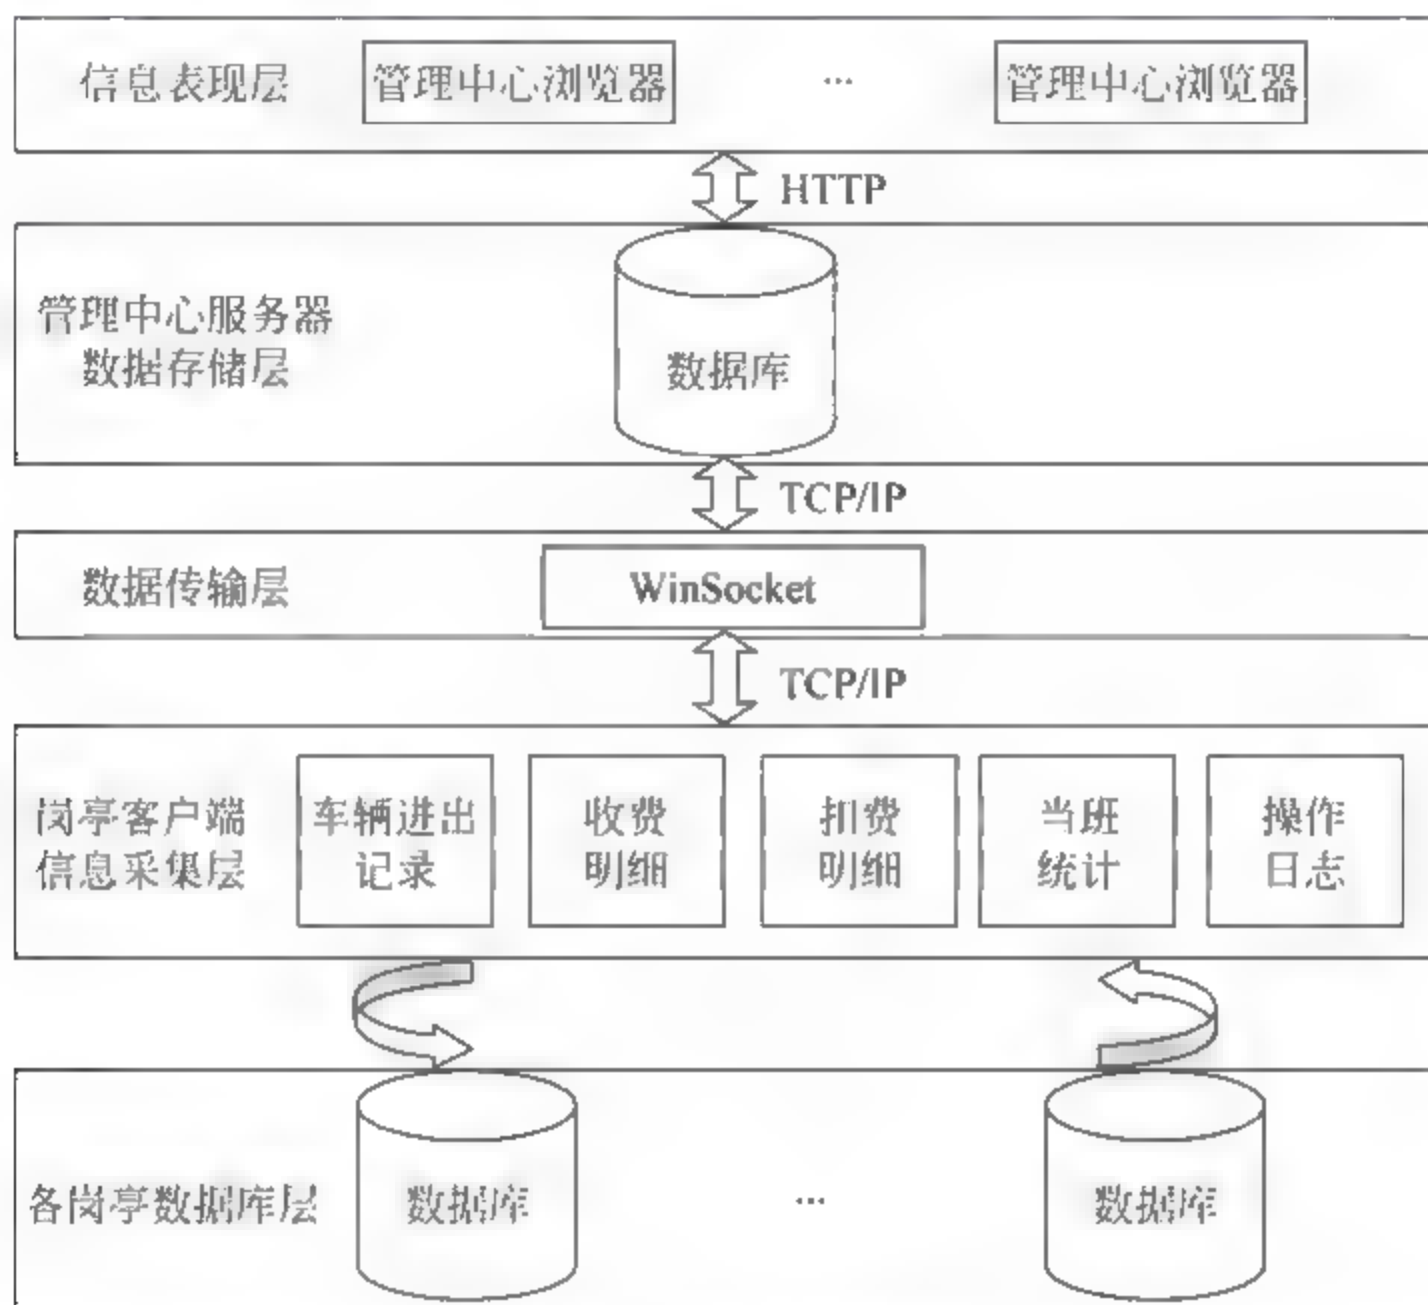 信息表现层
管理中心浏览器
...
管理中心浏览器
HTTP
管理中心服务器
数据存储层
数据库
TCP/IP
数据传输层
WinSocket
TCP/IP
岗亭客户端
信息采集层
车辆进出
记录
收费
明细
扣费
明细
当班
统计
操作
日志
各岗亭数据库层
数据库
...
数据库